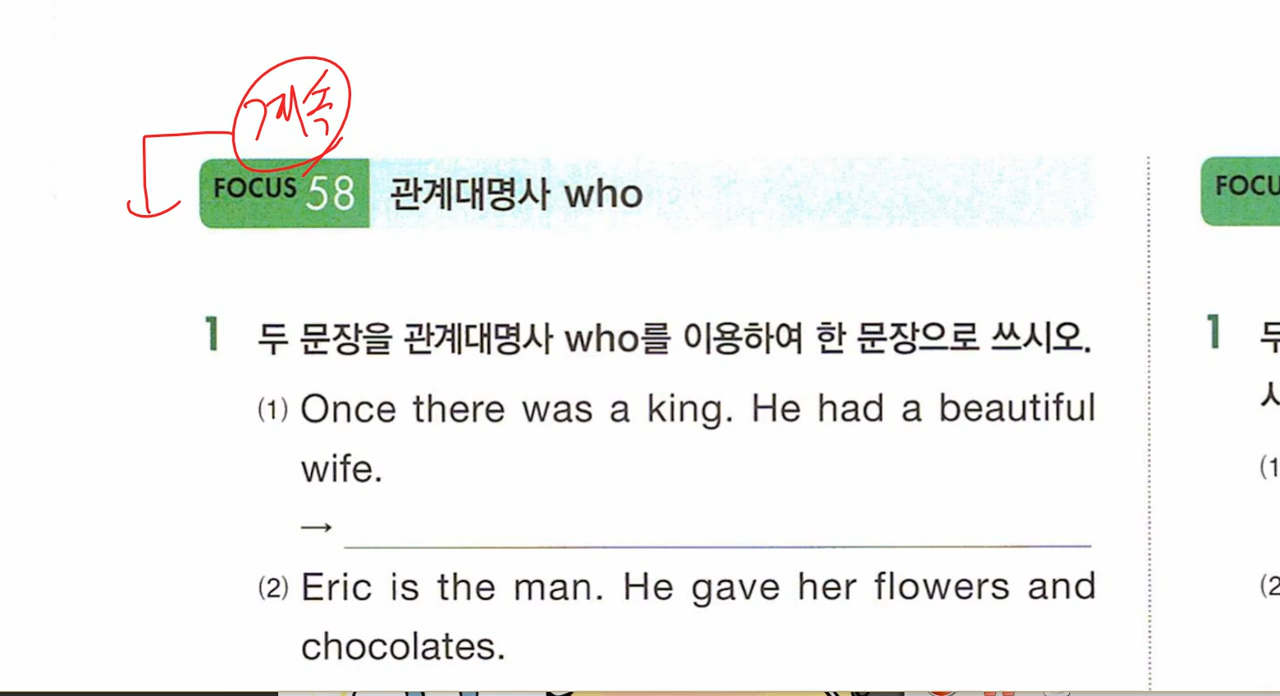 계속
FOCUS 58 관계대명사 who
1 두 문장을 관계대명사 who를 이용하여 한 문장으로 쓰시오.
(1) Once there was a king. He had a beautiful
wife.
→
(2) Eric is the man. He gave her flowers and
chocolates.
FOCU
1
(1
(2